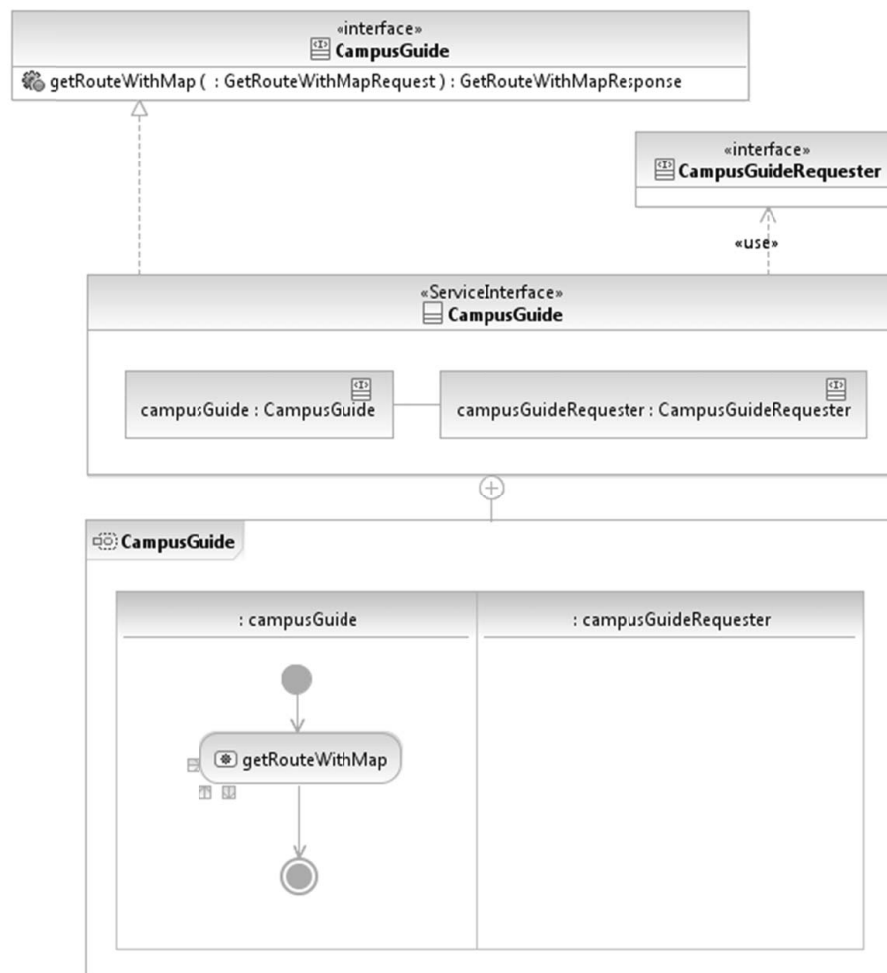 «interface»
CampusGuide
getRouteWithMap ( : GetRouteWithMapRequest ) : GetRouteWithMapResponse
«interface»
CampusGuideRequester
«use»
«ServiceInterface»
CampusGuide
campusGuide : CampusGuide
campusGuideRequester : CampusGuideRequester
CampusGuide
: campusGuide
: campusGuideRequester
getRouteWithMap